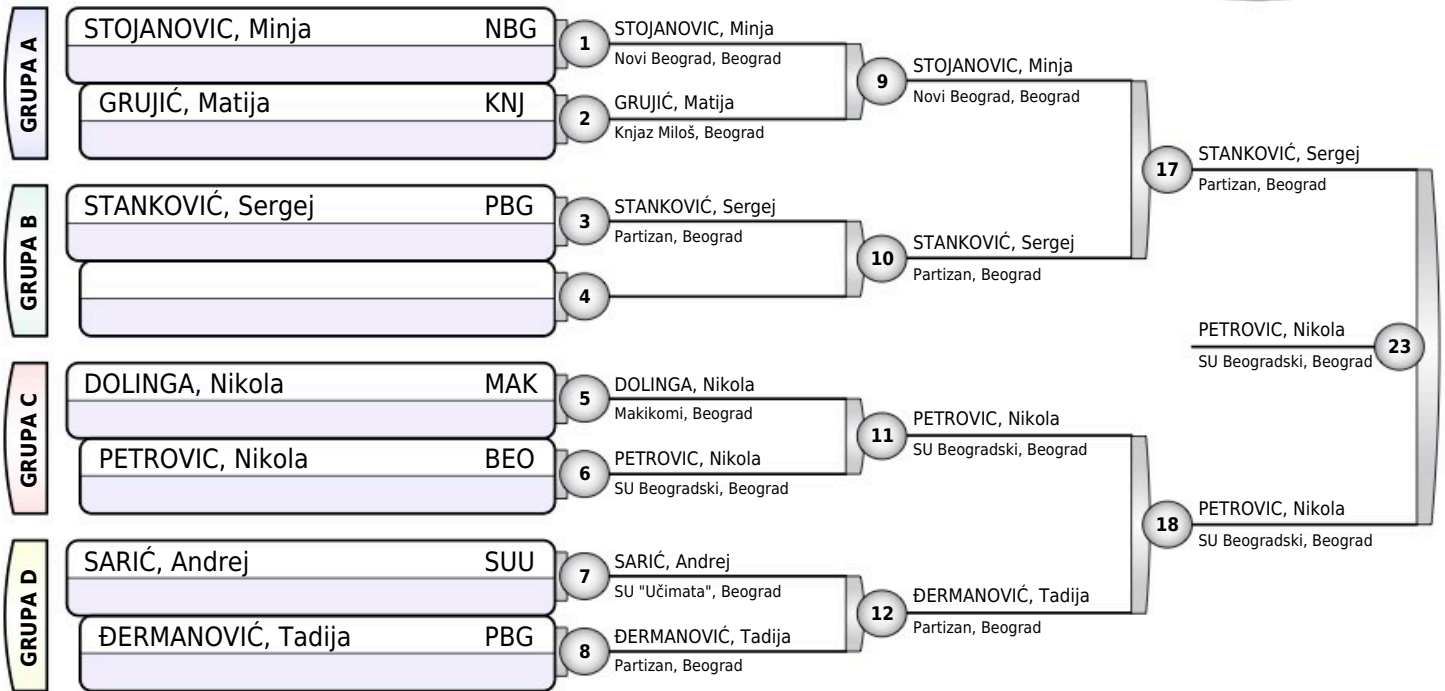 GRUPA A
STOJANOVIC, Minja NBG
GRUJIĆ, Matija KNJ
GRUPA B
STANKOVIĆ, Sergej PBG
GRUPA C
DOLINGA, Nikola MAK
PETROVIC, Nikola BEO
GRUPA D
SARIĆ, Andrej SUU
ĐERMANOVIĆ, Tadija PBG
1
STOJANOVIC, Minja
Novi Beograd, Beograd
2
GRUJIĆ, Matija
Knjaz Miloš, Beograd
3
STANKOVIĆ, Sergej
Partizan, Beograd
4
5
DOLINGA, Nikola
Makikomi, Beograd
6
PETROVIC, Nikola
SU Beogradski, Beograd
7
SARIĆ, Andrej
SU "Učimata", Beograd
8
ĐERMANOVIĆ, Tadija
Partizan, Beograd
9
STOJANOVIC, Minja
Novi Beograd, Beograd
10
STANKOVIĆ, Sergej
Partizan, Beograd
11
PETROVIC, Nikola
SU Beogradski, Beograd
12
ĐERMANOVIĆ, Tadija
Partizan, Beograd
17
STANKOVIĆ, Sergej
Partizan, Beograd
18
PETROVIC, Nikola
SU Beogradski, Beograd
PETROVIC, Nikola
SU Beogradski, Beograd
23